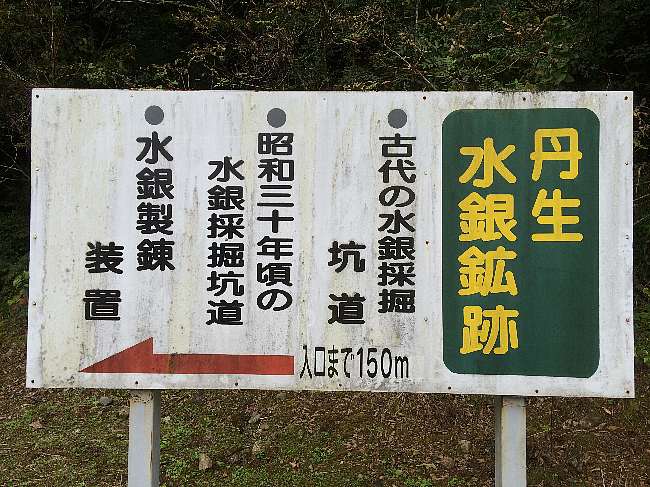 丹生
水銀鉱跡
古代の水銀採掘
坑道
昭和三十年頃の
水銀採掘坑道
水銀製錬
装置
入口まで150m